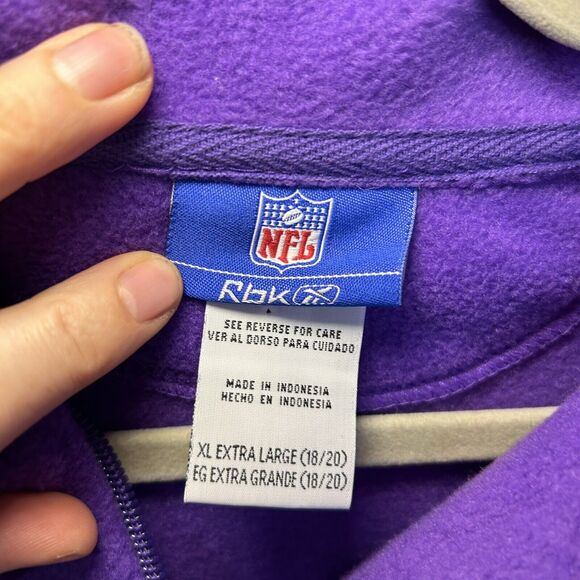 NFL
Rbk
SEE REVERSE FOR CARE
VER AL DORSO PARA CUIDADO
MADE IN INDONESIA
HECHO EN INDONESIA
XL EXTRA LARGE (18/20)
EG EXTRA GRANDE (18/20)